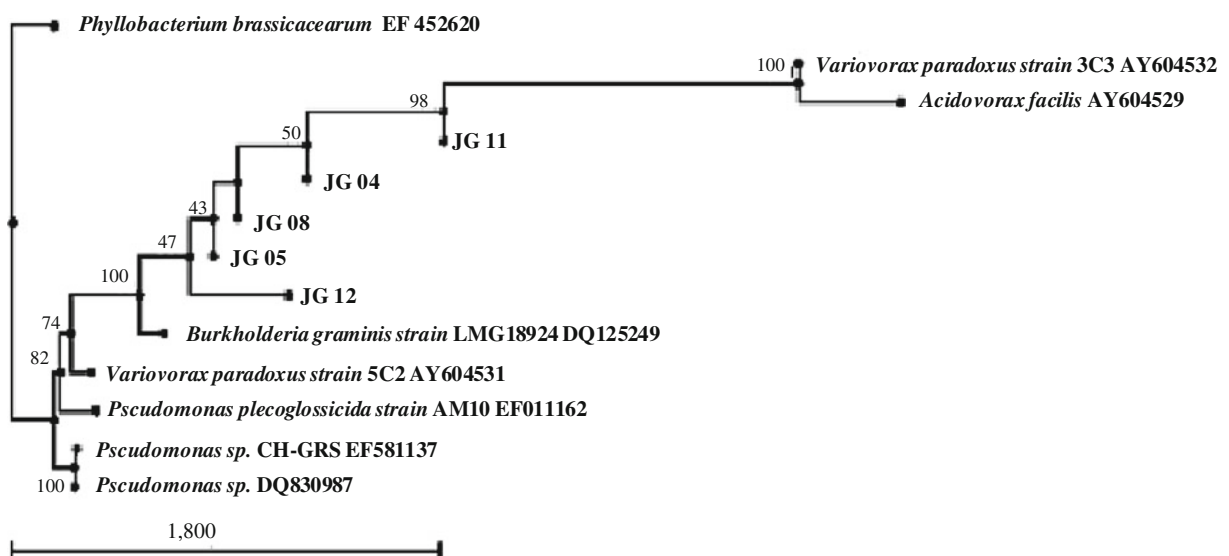 Phyllobacterium brassicacearum EF 452620
100
Variovorax paradoxus strain 3C3 AY604532
Acidovorax facilis AY604529
98
JG 11
50
JG 04
43
JG 08
47
JG 05
100
JG 12
74
Burkholderia graminis strain LMG18924 DQ125249
82
Variovorax paradoxus strain 5C2 AY604531
Pscudomonas plecoglossicida strain AM10 EF011162
Pscudomonas sp. CH-GRS EF581137
100
Pscudomonas sp. DQ830987
1,800